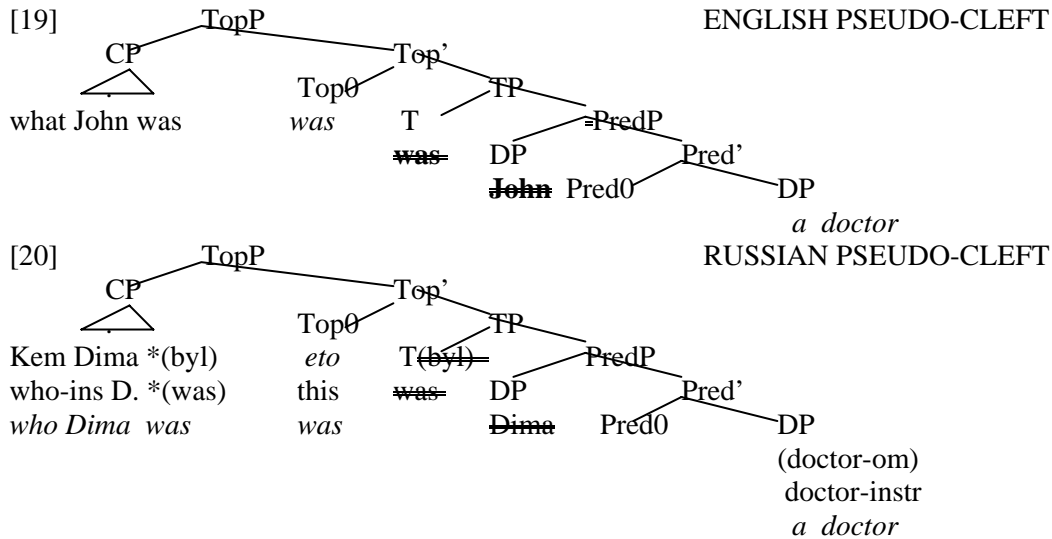 [19] TopP ENGLISH PSEUDO-CLEFT
CP Top’
Top0 TP
what John was was T =PredP
was DP Pred’
John Pred0 DP
a doctor
[20] TopP RUSSIAN PSEUDO-CLEFT
CP Top’
Top0 TP
Kem Dima *(byl) eto T(byl) PredP
who-ins D. *(was) this was DP Pred’
who Dima was was Dima Pred0 DP
(doctor-om)
doctor-instr
a doctor